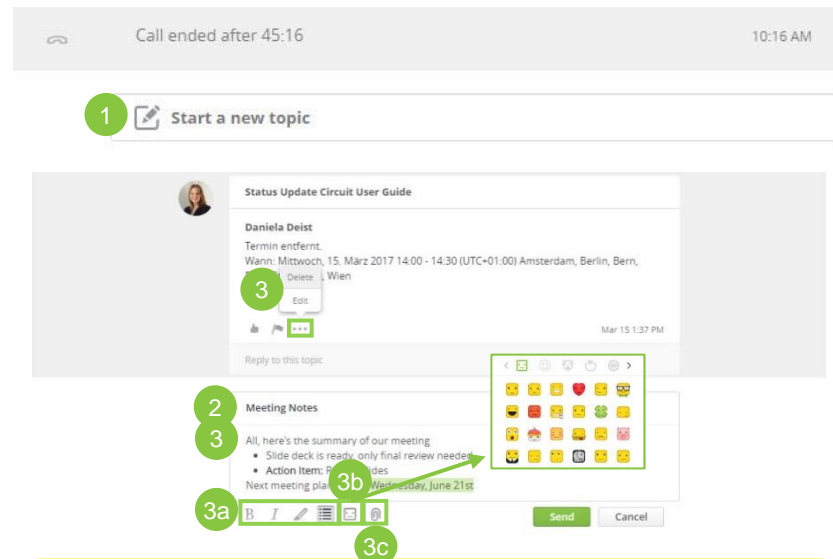 Call ended after 45:16
10:16 AM
1
Start a new topic
Status Update Circuit User Guide
Daniela Deist
Termin entfernt.
Wann: Mittwoch, 15. März 2017 14:00 - 14:30 (UTC+01:00) Amsterdam, Berlin, Bern,
, Wien
Delete
3
Edit
Mar 15 1:37 PM
Reply to this topic
2
Meeting Notes
3
All, here's the summary of our meeting
• Slide deck is ready, only final review needed
• Action Item:
3b
Next meeting Wednesday, June 21st
3a
B I
Send
Cancel
3c